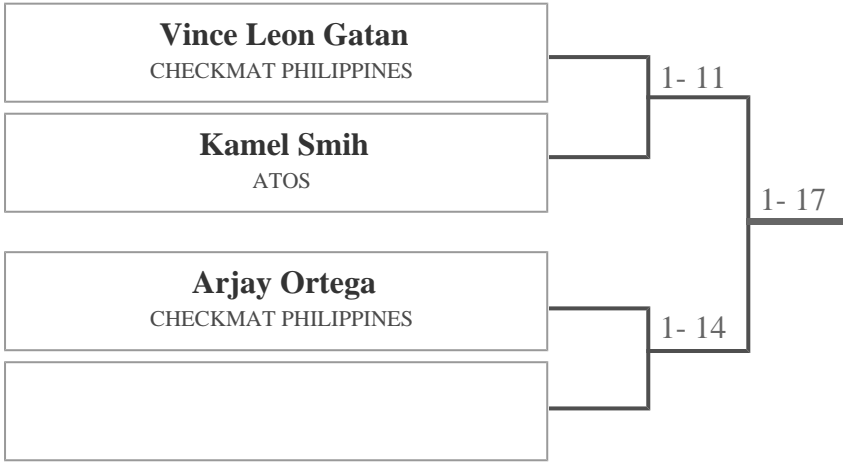 Vince Leon Gatan
CHECKMAT PHILIPPINES
1- 11
Kamel Smih
ATOS
1- 17
Arjay Ortega
CHECKMAT PHILIPPINES
1- 14